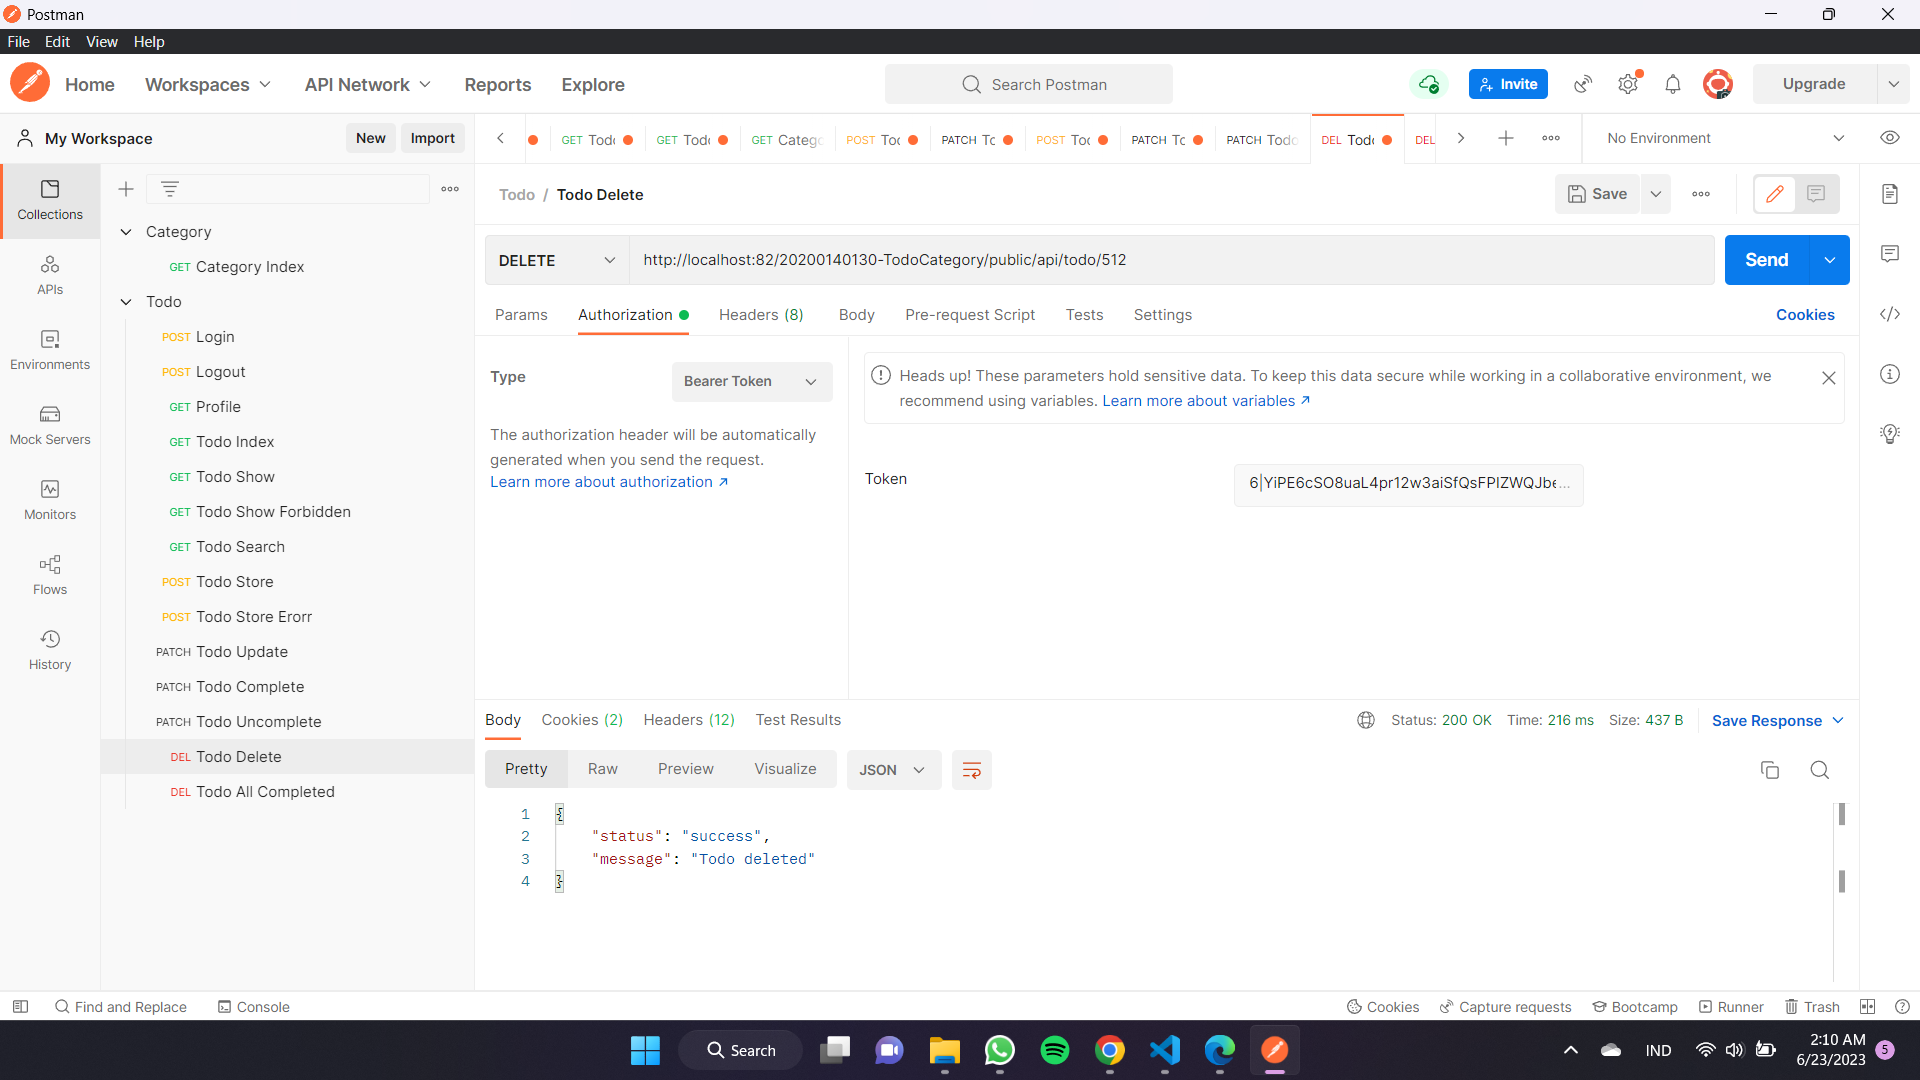 Postman
File Edit View Help
Home Workspaces API Network Reports Explore Search Postman Invite Upgrade
My Workspace New Import
GET GET GET POST PATCH POST PATCH PATCH DEL DEL No Environment
Collections
APIs
Environments
Mock Servers
Monitors
Flows
History
Category
GET Category Index
Todo
POST Login
POST Logout
GET Profile
GET Todo Index
GET Todo Show
GET Todo Show Forbidden
GET Todo Search
POST Todo Store
POST Todo Store Erorr
PATCH Todo Update
PATCH Todo Complete
PATCH Todo Uncomplete
DEL Todo Delete
DEL Todo All Completed
Todo / Todo Delete Save
DELETE http://localhost:82/20200140130-TodoCategory/public/api/todo/512 Send
Params Authorization Headers (8) Body Pre-request Script Tests Settings Cookies
Type Bearer Token
The authorization header will be automatically
generated when you send the request.
Learn more about authorization ↗
Heads up! These parameters hold sensitive data. To keep this data secure while working in a collaborative environment, we
recommend using variables. Learn more about variables ↗
Token 6|YiPE6cSO8uaL4pr12w3aiSfQsFPIZWQJbe...
Body Cookies (2) Headers (12) Test Results Status: 200 OK Time: 216 ms Size: 437 B Save Response
Pretty Raw Preview Visualize JSON
1 {
2 "status": "success",
3 "message": "Todo deleted"
4 }
Find and Replace Console Cookies Capture requests Bootcamp Runner Trash
Search IND 2:10 AM 5
6/23/2023